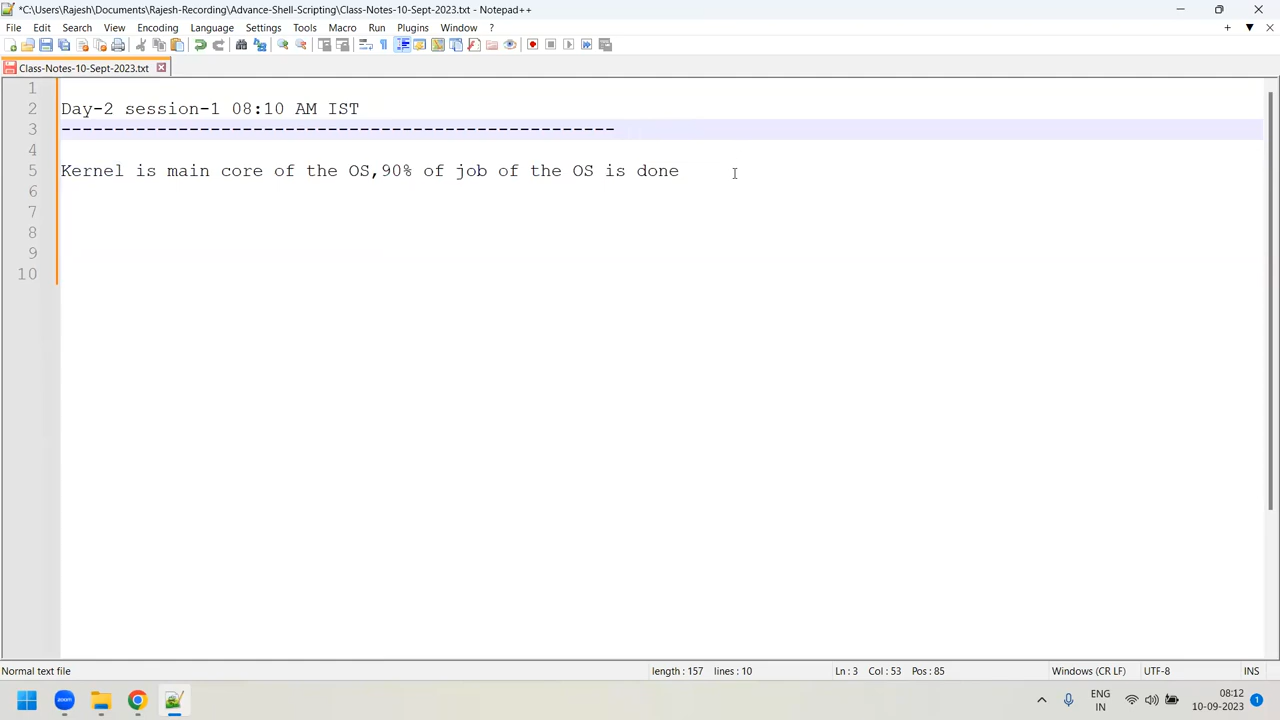 *C:\Users\Rajesh\Documents\Rajesh-Recording\Advance-Shell-Scripting\Class-Notes-10-Sept-2023.txt - Notepad++
File Edit Search View Encoding Language Settings Tools Macro Run Plugins Window ?
Class-Notes-10-Sept-2023.txt
1
2 Day-2 session-1 08:10 AM IST
3 ----------------------------------------------------
4
5 Kernel is main core of the OS,90% of job of the OS is done
6
7
8
9
10
Normal text file length : 157 lines : 10 Ln : 3 Col : 53 Pos : 85 Windows (CR LF) UTF-8 INS
zoom
ENG
IN
08:12
10-09-2023
1